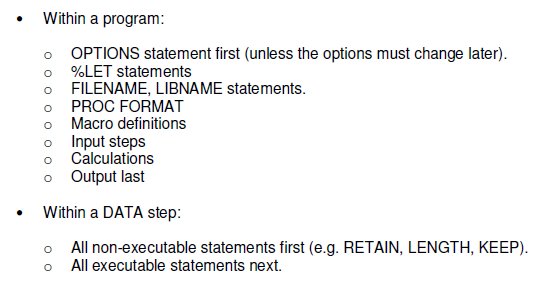 • Within a program:
o OPTIONS statement first (unless the options must change later).
o %LET statements
o FILENAME, LIBNAME statements.
o PROC FORMAT
o Macro definitions
o Input steps
o Calculations
o Output last
• Within a DATA step:
o All non-executable statements first (e.g. RETAIN, LENGTH, KEEP).
o All executable statements next.